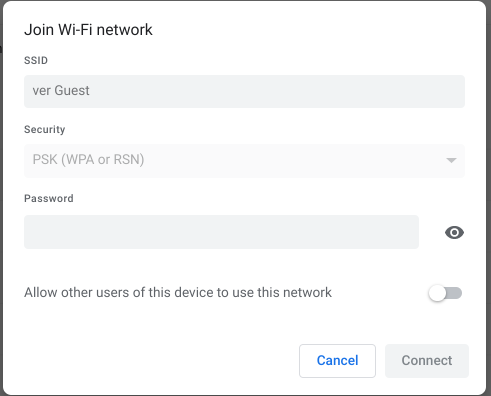 Join Wi-Fi network
SSID
ver Guest
Security
PSK (WPA or RSN)
Password
Allow other users of this device to use this network
Cancel
Connect